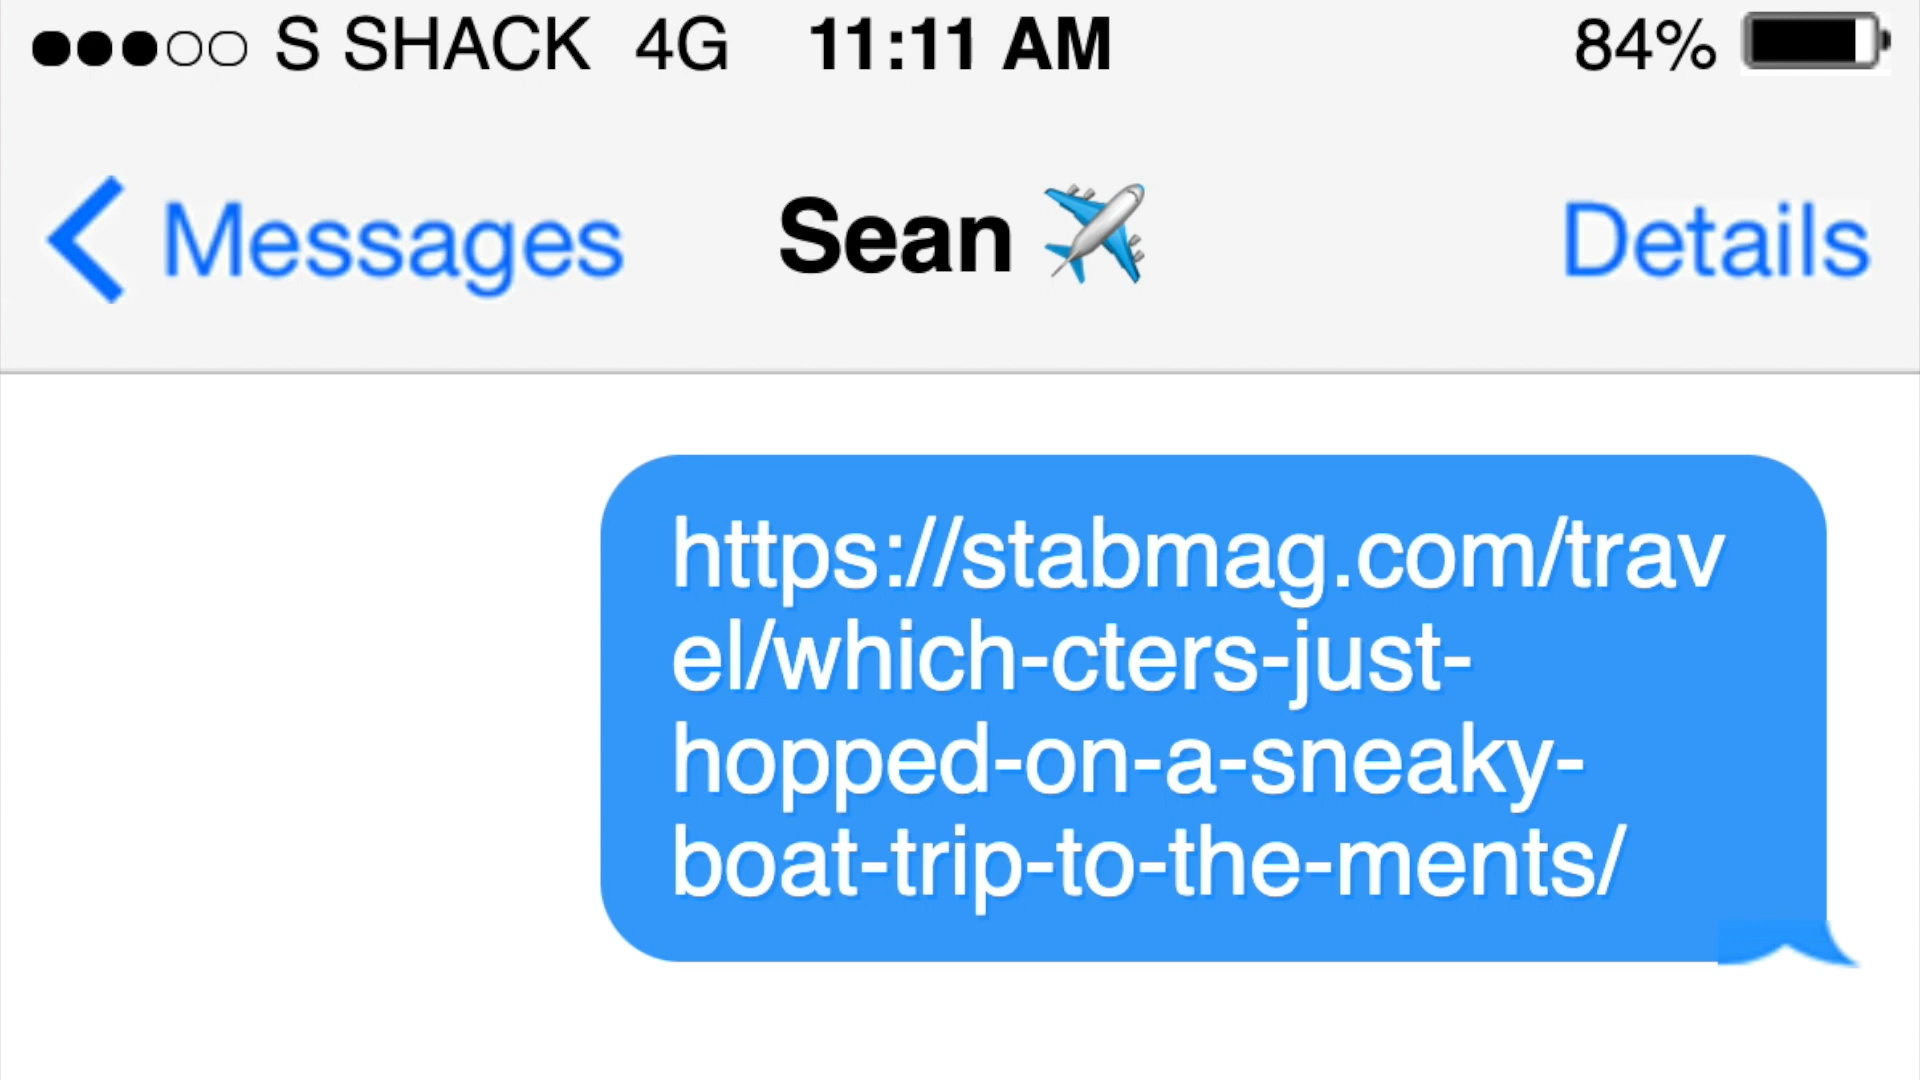 S SHACK 4G 11:11 AM 84%
Messages Sean Details
https://stabmag.com/trav
el/which-cters-just-
hopped-on-a-sneaky-
boat-trip-to-the-ments/